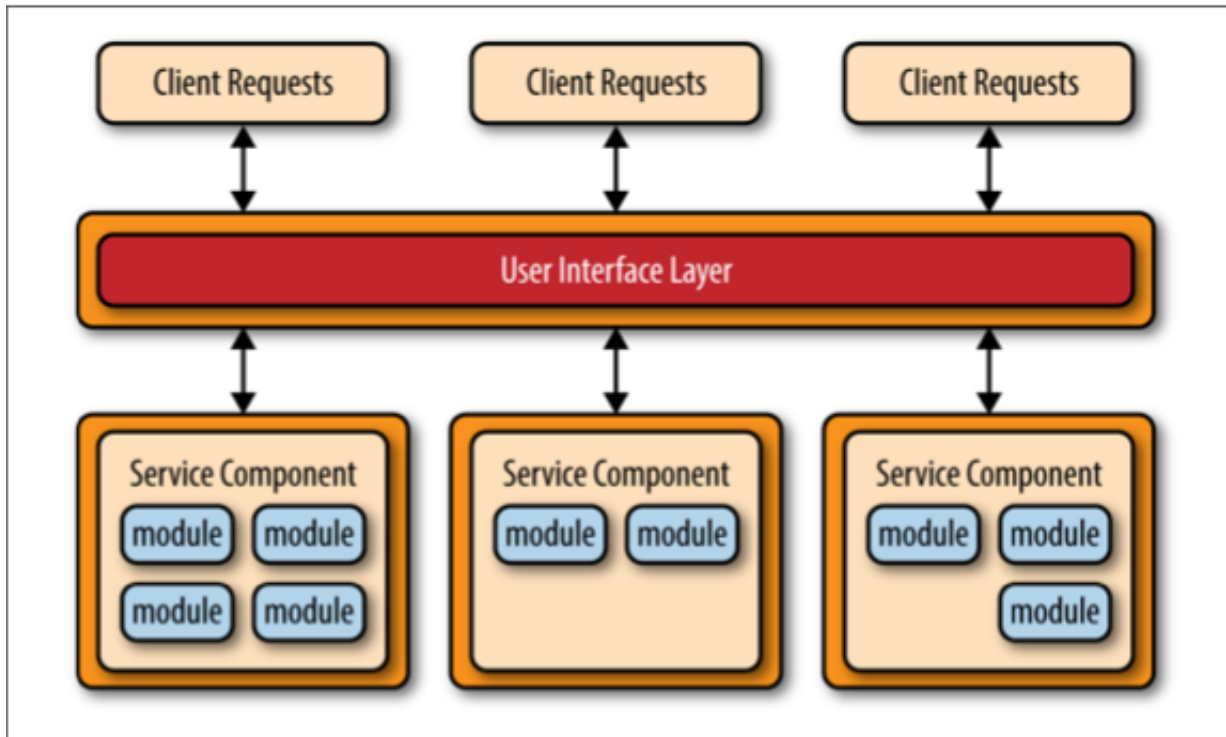 Client Requests
Client Requests
Client Requests
User Interface Layer
Service Component
module module
module module
Service Component
module module
Service Component
module module
module